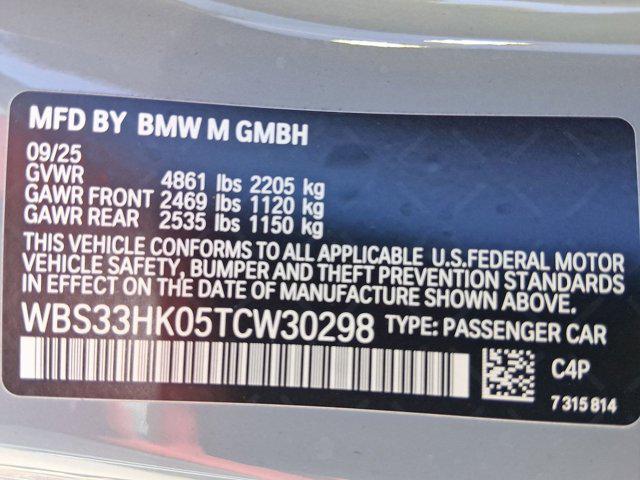 MFD BY BMW M GMBH
09/25
GVWR 4861 lbs 2205 kg
GAWR FRONT 2469 lbs 1120 kg
GAWR REAR 2535 lbs 1150 kg
THIS VEHICLE CONFORMS TO ALL APPLICABLE U.S.FEDERAL MOTOR
VEHICLE SAFETY, BUMPER AND THEFT PREVENTION STANDARDS
IN EFFECT ON THE DATE OF MANUFACTURE SHOWN ABOVE.
WBS33HK05TCW30298 TYPE: PASSENGER CAR
C4P
7 315 814